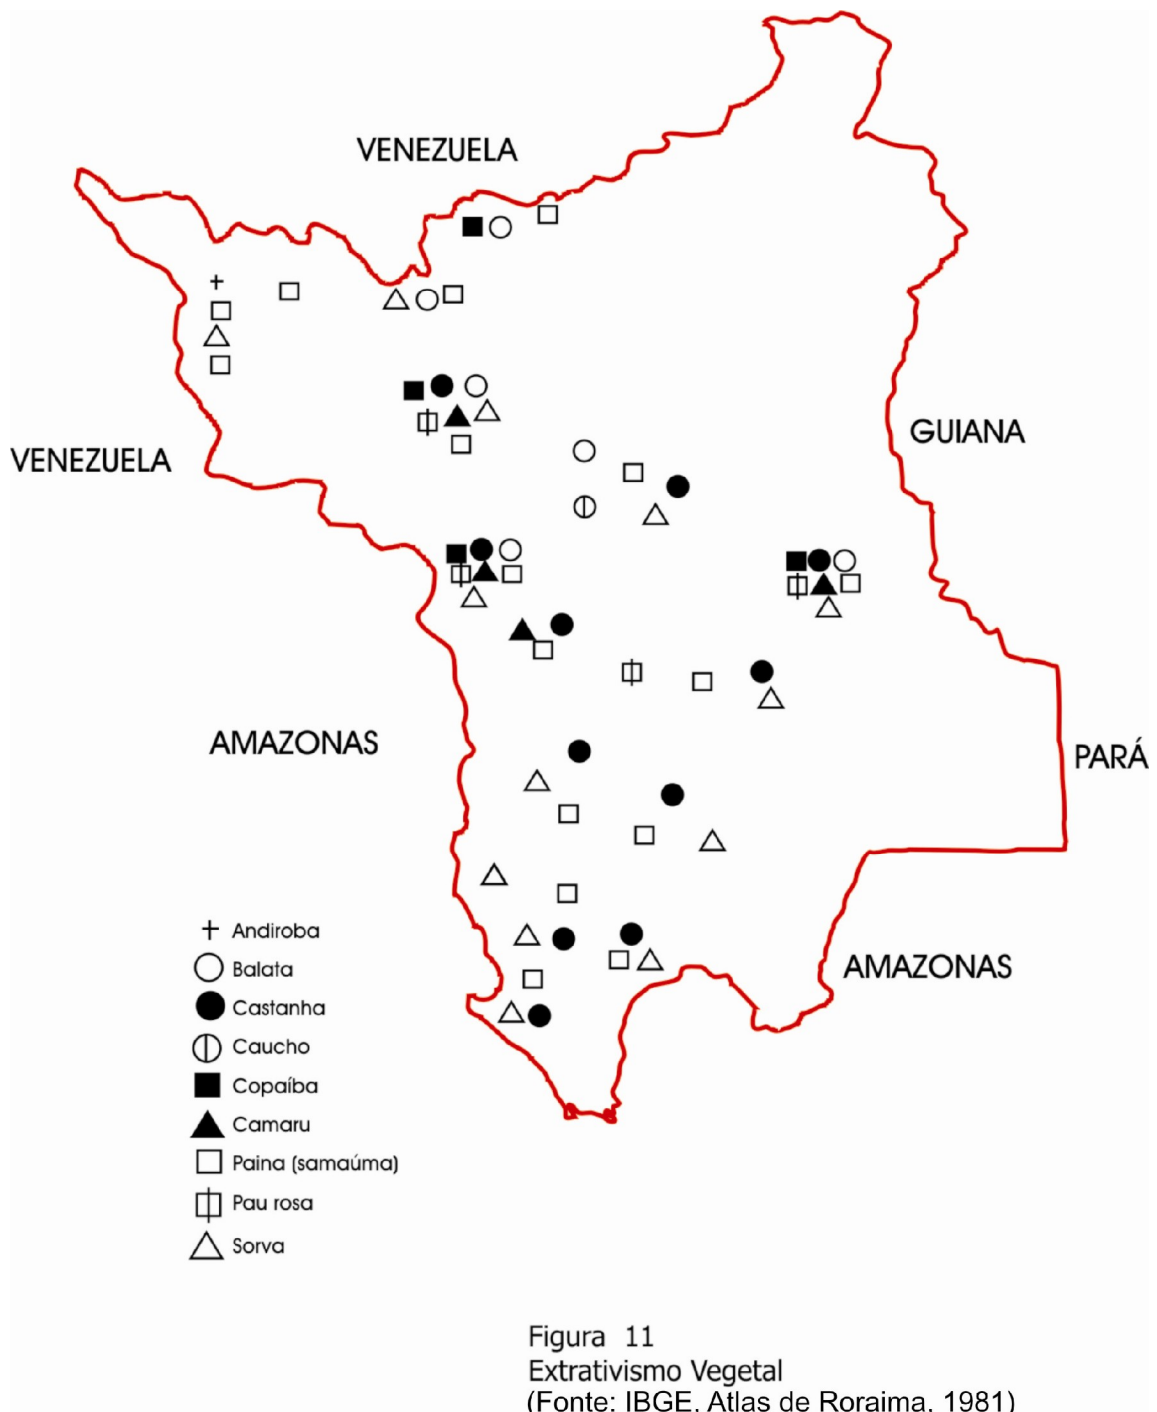 VENEZUELA
VENEZUELA
GUIANA
AMAZONAS
PARÁ
AMAZONAS
Andiroba
Balata
Castanha
Caucho
Copaíba
Camaru
Paina (samaúma)
Pau rosa
Sorva
Figura 11
Extrativismo Vegetal
(Fonte: IBGE, Atlas de Roraima, 1981)